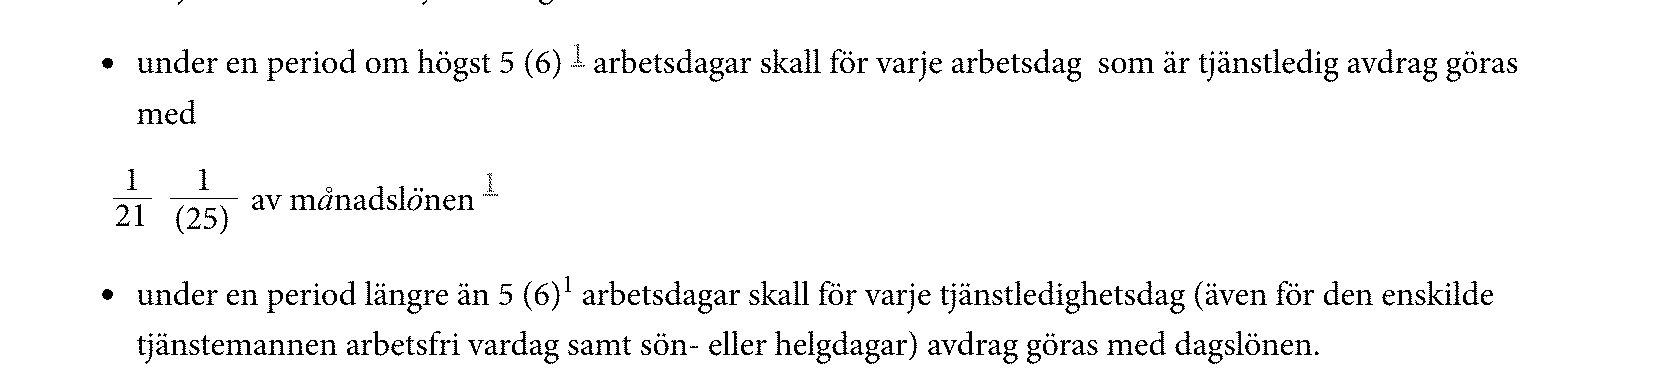 • under en period om högst 5 (6) 1 arbetsdagar skall för varje arbetsdag som är tjänstledig avdrag göras
med
1/21 1/(25) av månadslönen 1
• under en period längre än 5 (6)1 arbetsdagar skall för varje tjänstledighetsdag (även för den enskilde
tjänstemannen arbetsfri vardag samt sön- eller helgdagar) avdrag göras med dagslönen.